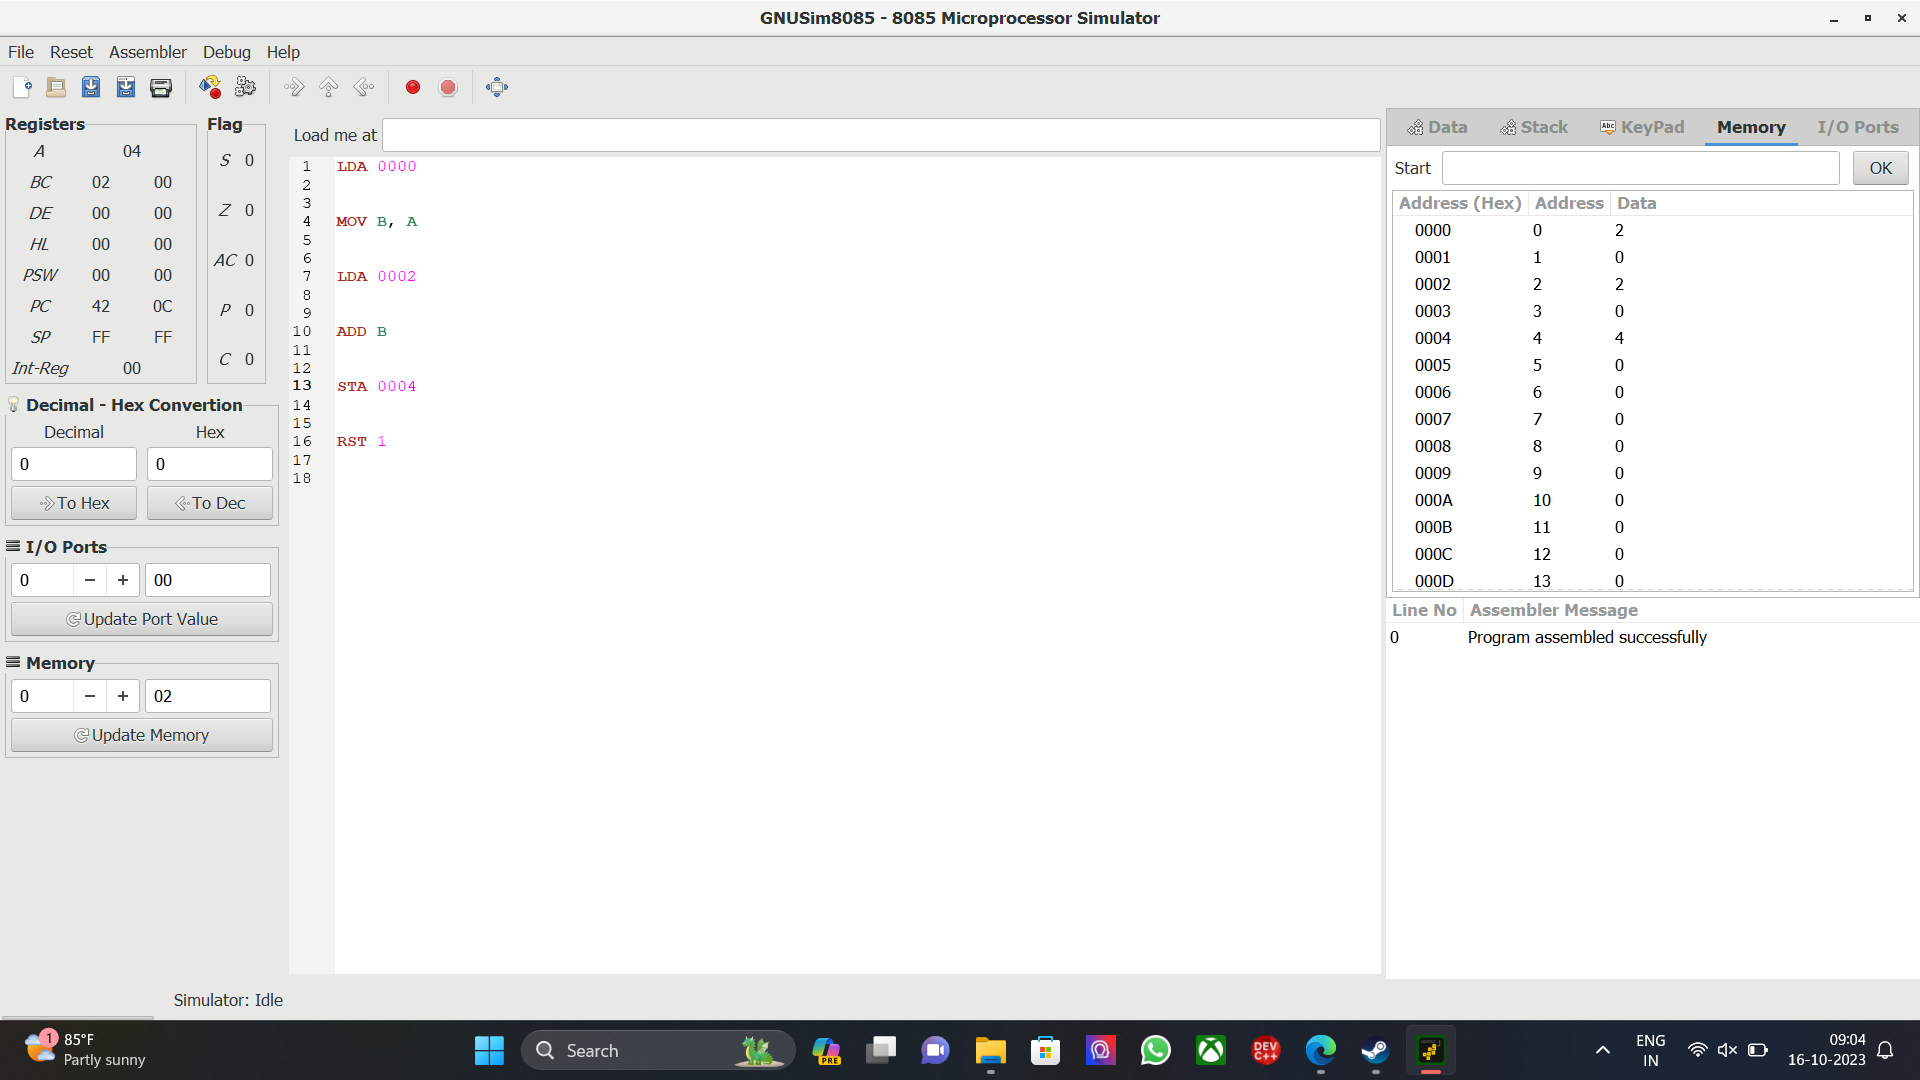 GNUSim8085 - 8085 Microprocessor Simulator
File Reset Assembler Debug Help
Registers
A 04
BC 02 00
DE 00 00
HL 00 00
PSW 00 00
PC 42 0C
SP FF FF
Int-Reg 00
Flag
S 0
Z 0
AC 0
P 0
C 0
Decimal - Hex Convertion
Decimal Hex
0 0
To Hex To Dec
I/O Ports
0 − + 00
Update Port Value
Memory
0 − + 02
Update Memory
Load me at
1 LDA 0000
2
3
4 MOV B, A
5
6
7 LDA 0002
8
9
10 ADD B
11
12
13 STA 0004
14
15
16 RST 1
17
18
Data Stack Abc KeyPad Memory I/O Ports
Start OK
Address (Hex) Address Data
0000 0 2
0001 1 0
0002 2 2
0003 3 0
0004 4 4
0005 5 0
0006 6 0
0007 7 0
0008 8 0
0009 9 0
000A 10 0
000B 11 0
000C 12 0
000D 13 0
Line No Assembler Message
0 Program assembled successfully
Simulator: Idle
1 85°F
Partly sunny
Search
PRE
DEV C++
ENG
IN
09:04
16-10-2023